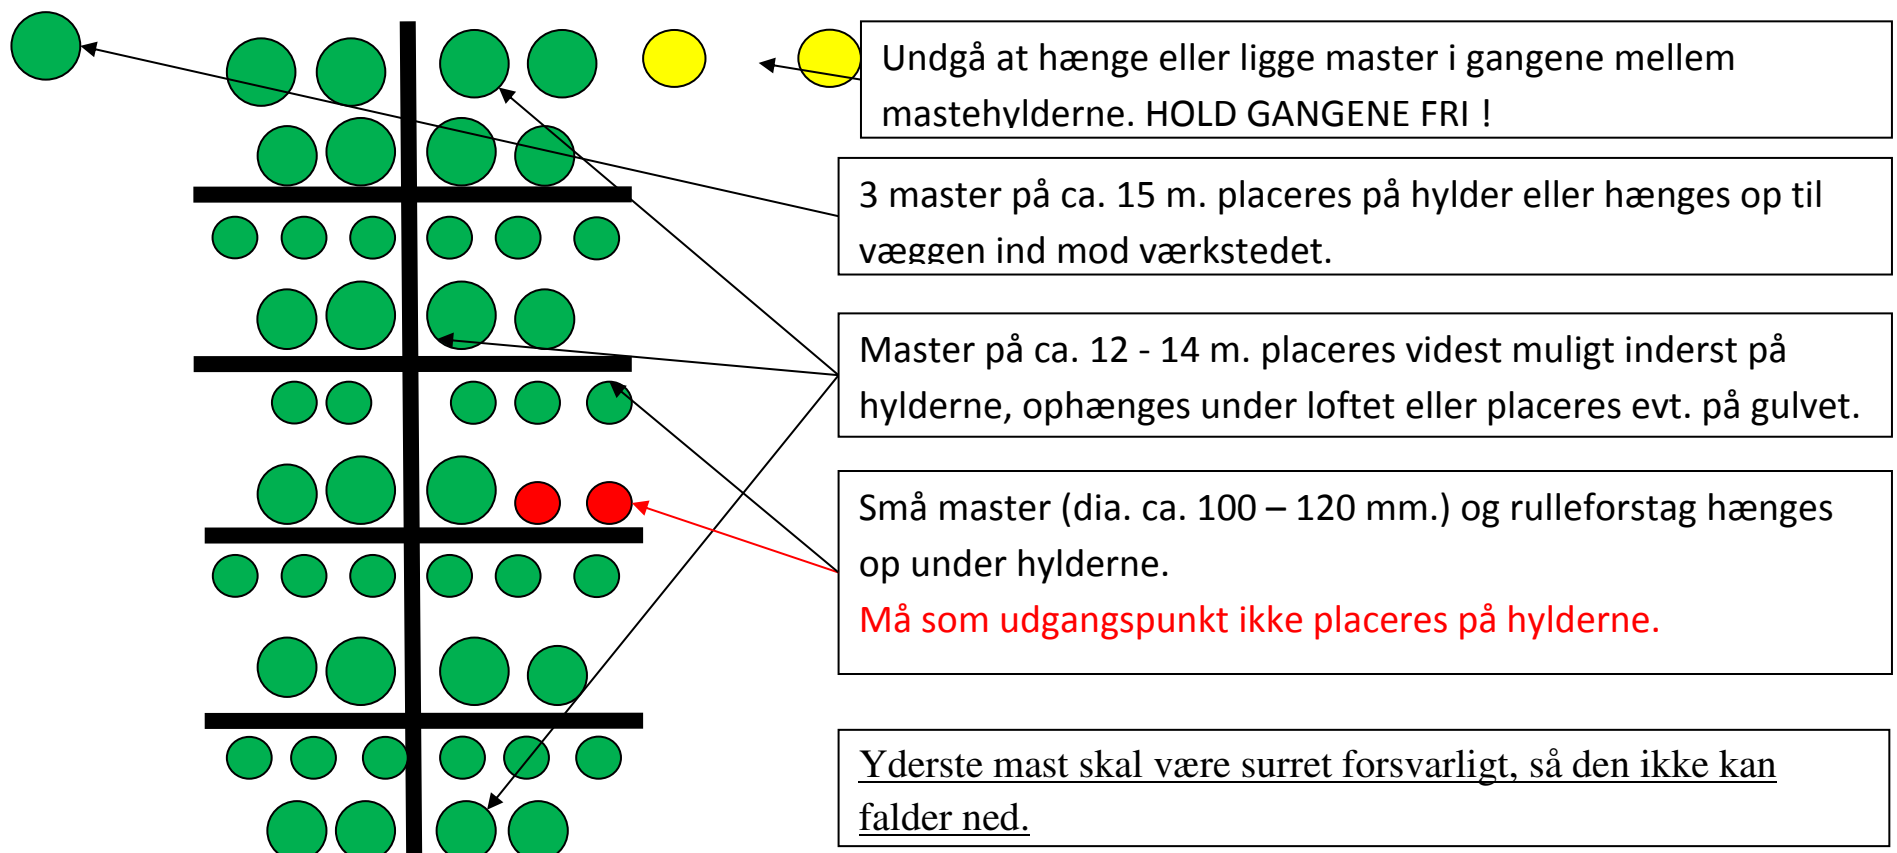 Undgå at hænge eller ligge master i gangene mellem
mastehylderne. HOLD GANGENE FRI !
3 master på ca. 15 m. placeres på hylder eller hænges op til
væggen ind mod værkstedet.
Master på ca. 12 - 14 m. placeres videst muligt inderst på
hylderne, ophænges under loftet eller placeres evt. på gulvet.
Små master (dia. ca. 100 – 120 mm.) og rulleforstag hænges
op under hylderne.
Må som udgangspunkt ikke placeres på hylderne.
Yderste mast skal være surret forsvarligt, så den ikke kan
falder ned.